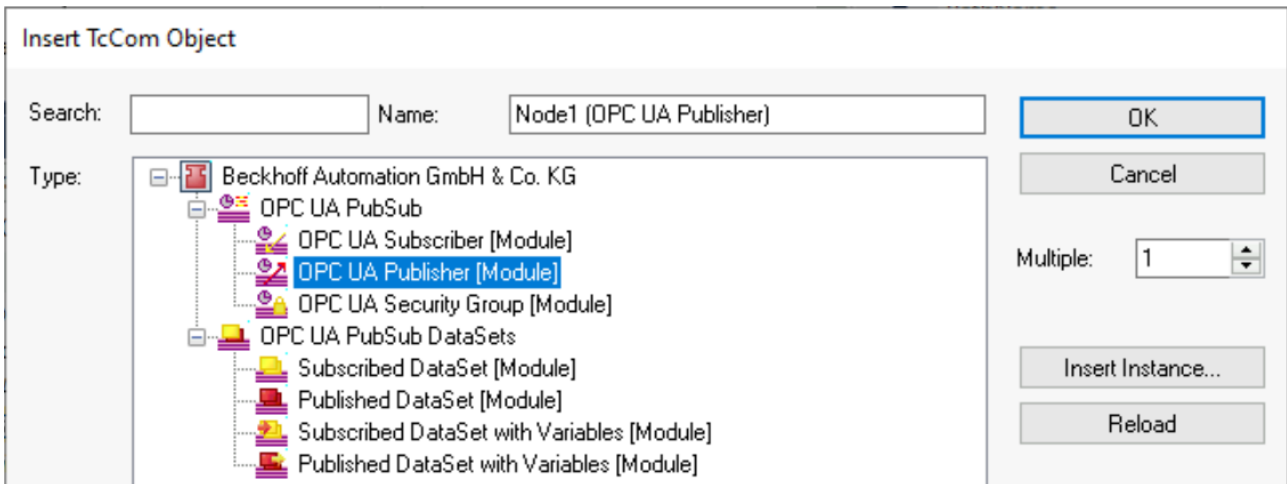 Insert TcCom Object
Search: Name: Node1 (OPC UA Publisher) OK
Type: Beckhoff Automation GmbH & Co. KG Cancel
OPC UA PubSub
OPC UA Subscriber [Module]
Multiple: 1
OPC UA Publisher [Module]
OPC UA Security Group [Module]
OPC UA PubSub DataSets
Subscribed DataSet [Module] Insert Instance...
Published DataSet [Module]
Subscribed DataSet with Variables [Module] Reload
Published DataSet with Variables [Module]